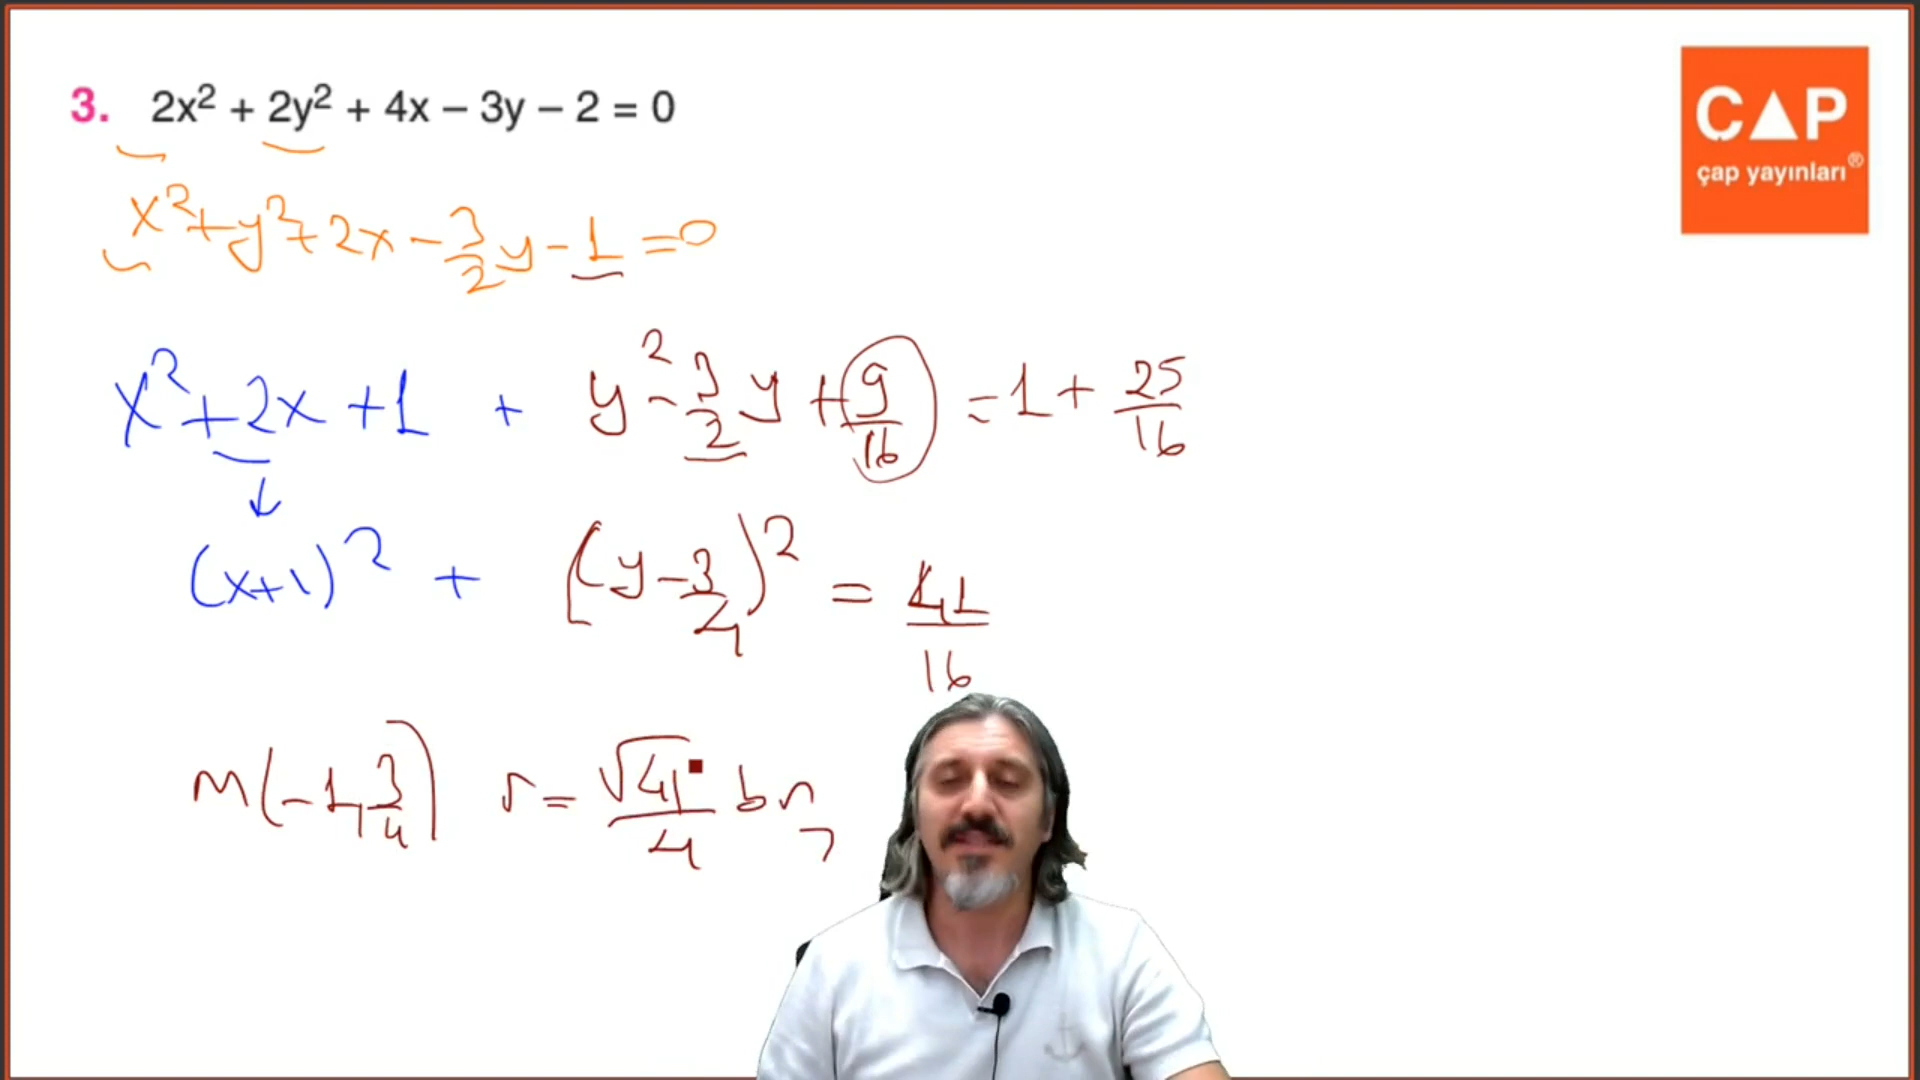 3. 2x² + 2y² + 4x – 3y – 2 = 0
ÇAP
çap yayınları®
x² + y² + 2x - 3/2 y - 1 = 0
x² + 2x + 1 + y² - 3/2 y + 9/16 = 1 + 25/16
(x+1)² + (y - 3/4)² = 41/16
M(-1, 3/4) r = √41/4 br